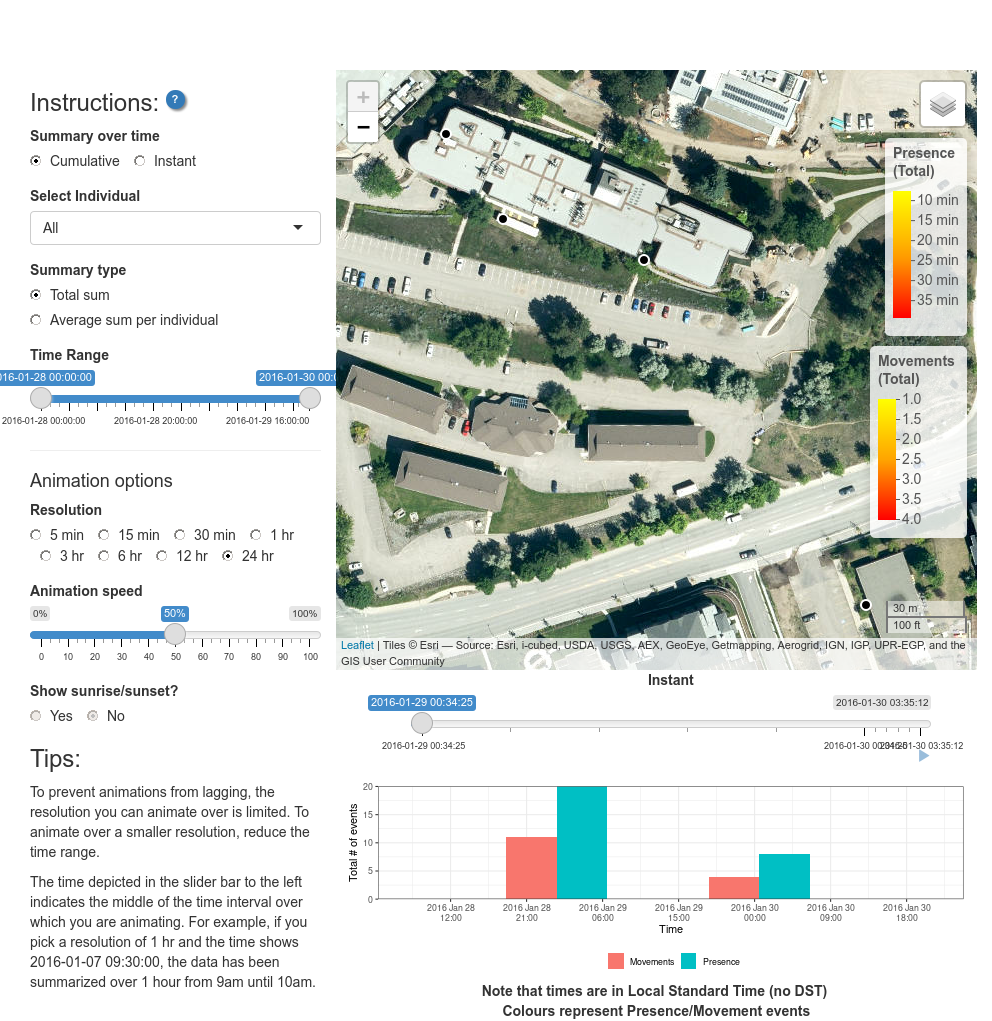 Instructions: ?
Summary over time
Cumulative Instant
Select Individual
All
Summary type
Total sum
Average sum per individual
Time Range
016-01-28 00:00:00 2016-01-30 00:0
2016-01-28 00:00:00 2016-01-28 20:00:00 2016-01-29 16:00:00
Animation options
Resolution
5 min 15 min 30 min 1 hr
3 hr 6 hr 12 hr 24 hr
Animation speed
0% 50% 100%
0 10 20 30 40 50 60 70 80 90 100
Show sunrise/sunset?
Yes No
Tips:
To prevent animations from lagging, the
resolution you can animate over is limited. To
animate over a smaller resolution, reduce the
time range.
The time depicted in the slider bar to the left
indicates the middle of the time interval over
which you are animating. For example, if you
pick a resolution of 1 hr and the time shows
2016-01-07 09:30:00, the data has been
summarized over 1 hour from 9am until 10am.
+
−
Presence
(Total)
10 min
15 min
20 min
25 min
30 min
35 min
Movements
(Total)
1.0
1.5
2.0
2.5
3.0
3.5
4.0
30 m
100 ft
Leaflet | Tiles © Esri — Source: Esri, i-cubed, USDA, USGS, AEX, GeoEye, Getmapping, Aerogrid, IGN, IGP, UPR-EGP, and the
GIS User Community
Instant
2016-01-29 00:34:25 2016-01-30 03:35:12
2016-01-29 00:34:25 2016-01-30 00:34:25 2016-01-30 03:35:12
Total # of events
20
15
10
5
0
2016 Jan 28 2016 Jan 28 2016 Jan 29 2016 Jan 29 2016 Jan 30 2016 Jan 30 2016 Jan 30
12:00 21:00 06:00 15:00 00:00 09:00 18:00
Time
Movements Presence
Note that times are in Local Standard Time (no DST)
Colours represent Presence/Movement events